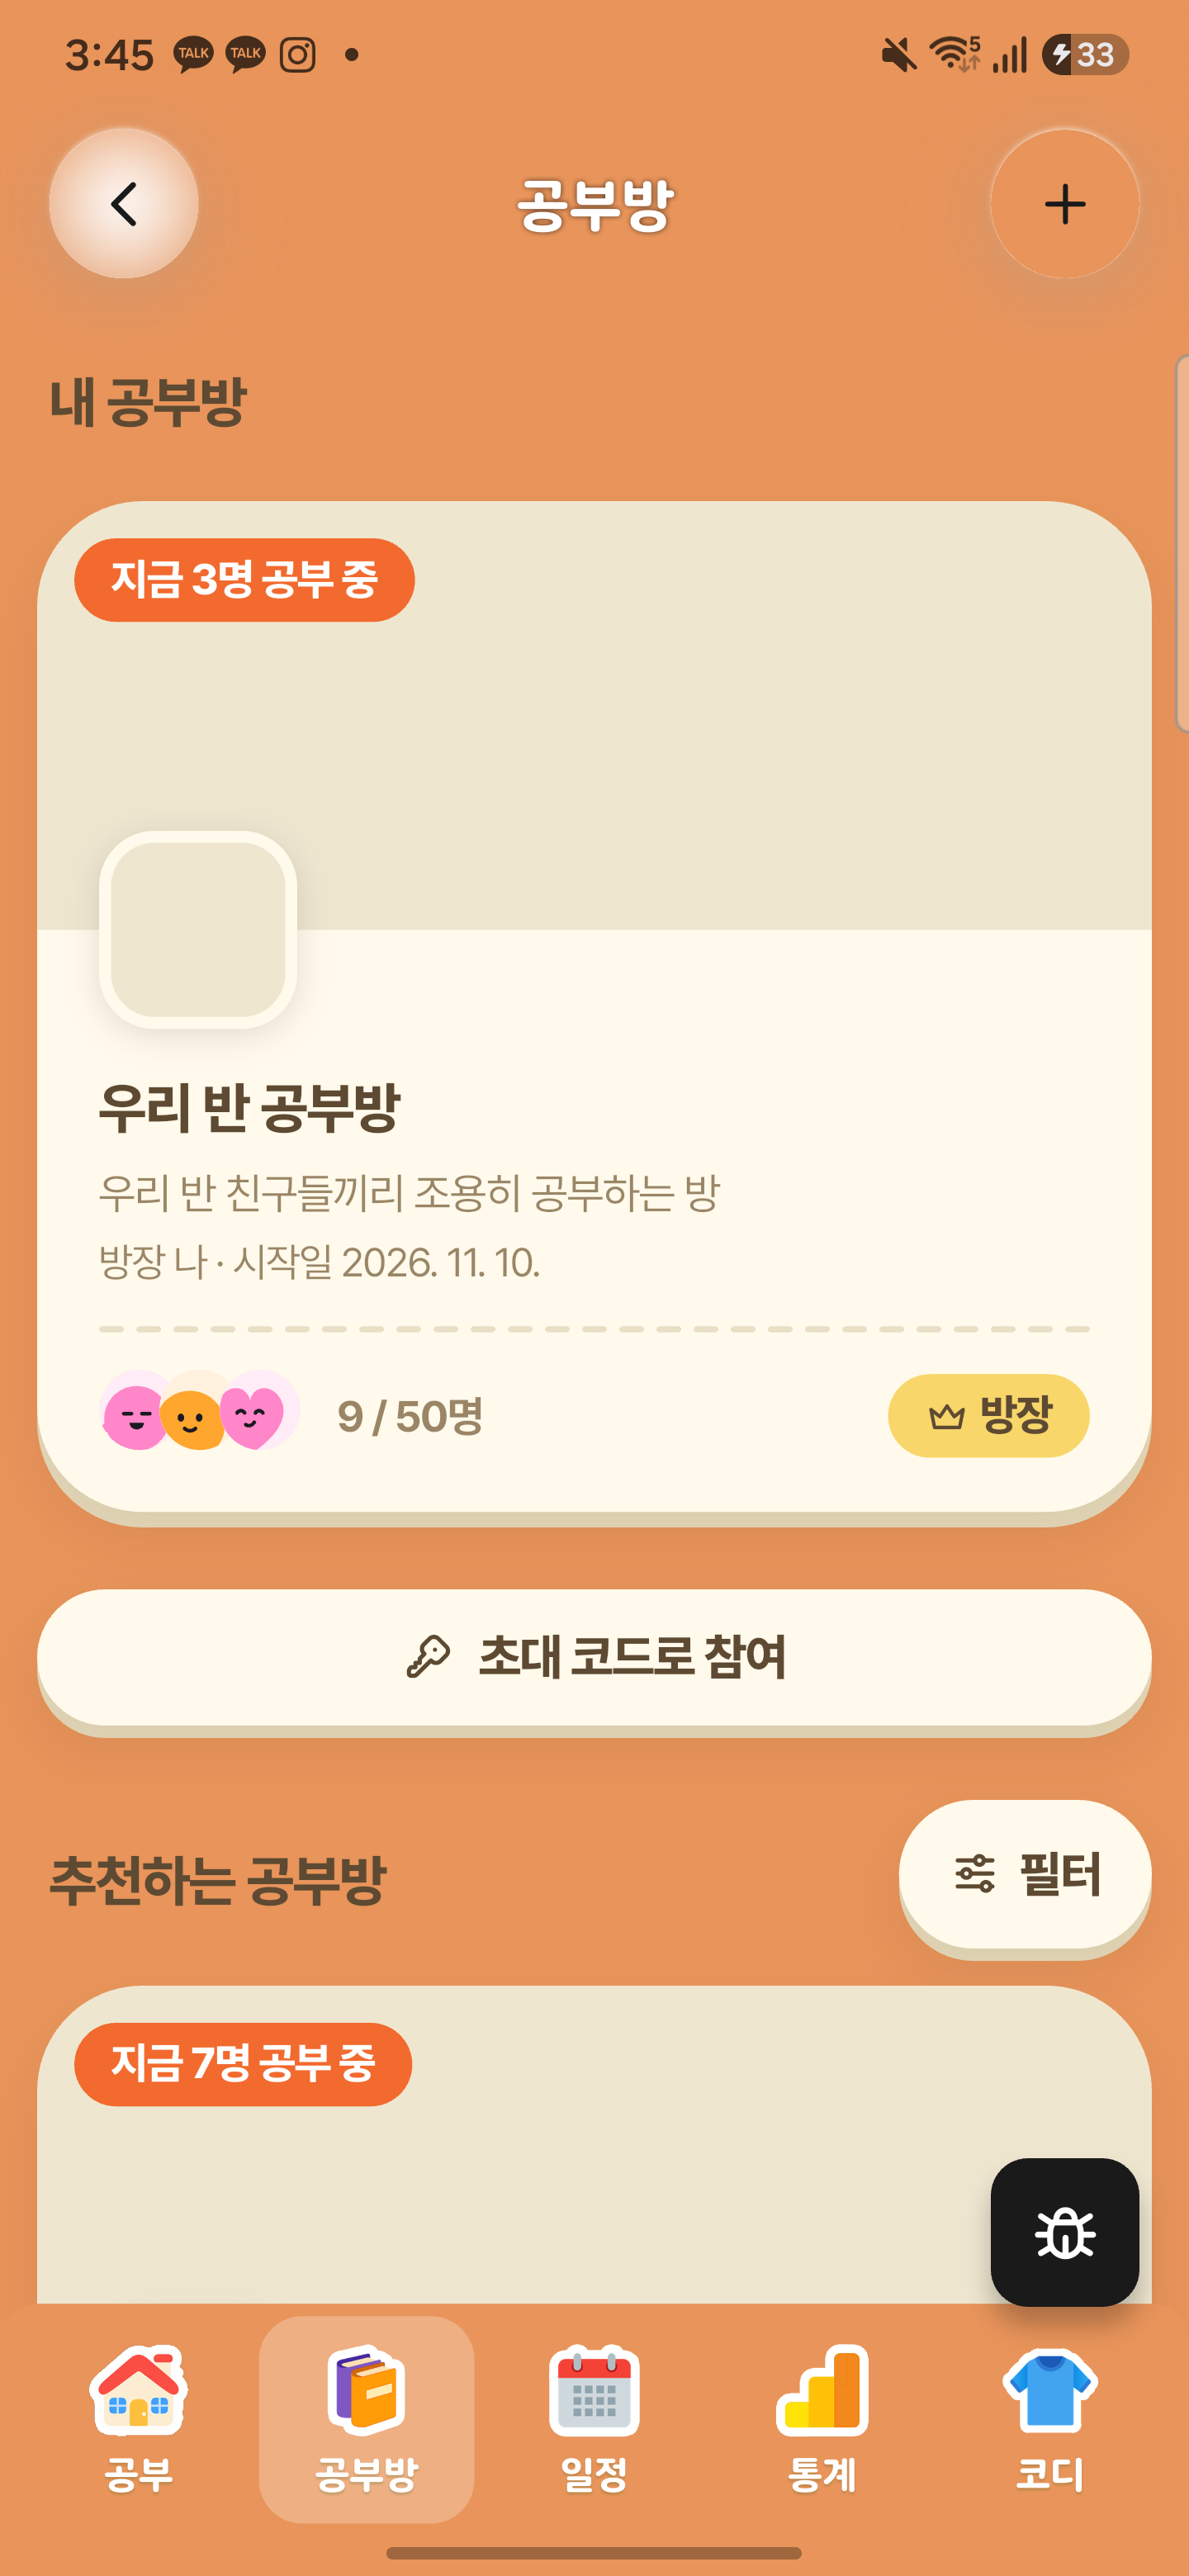 3:45 TALK TALK 5 33
공부방
내 공부방
지금 3명 공부 중
우리 반 공부방
우리 반 친구들끼리 조용히 공부하는 방
방장 나 · 시작일 2026. 11. 10.
9 / 50명 방장
초대 코드로 참여
추천하는 공부방 필터
지금 7명 공부 중
공부 공부방 일정 통계 코디